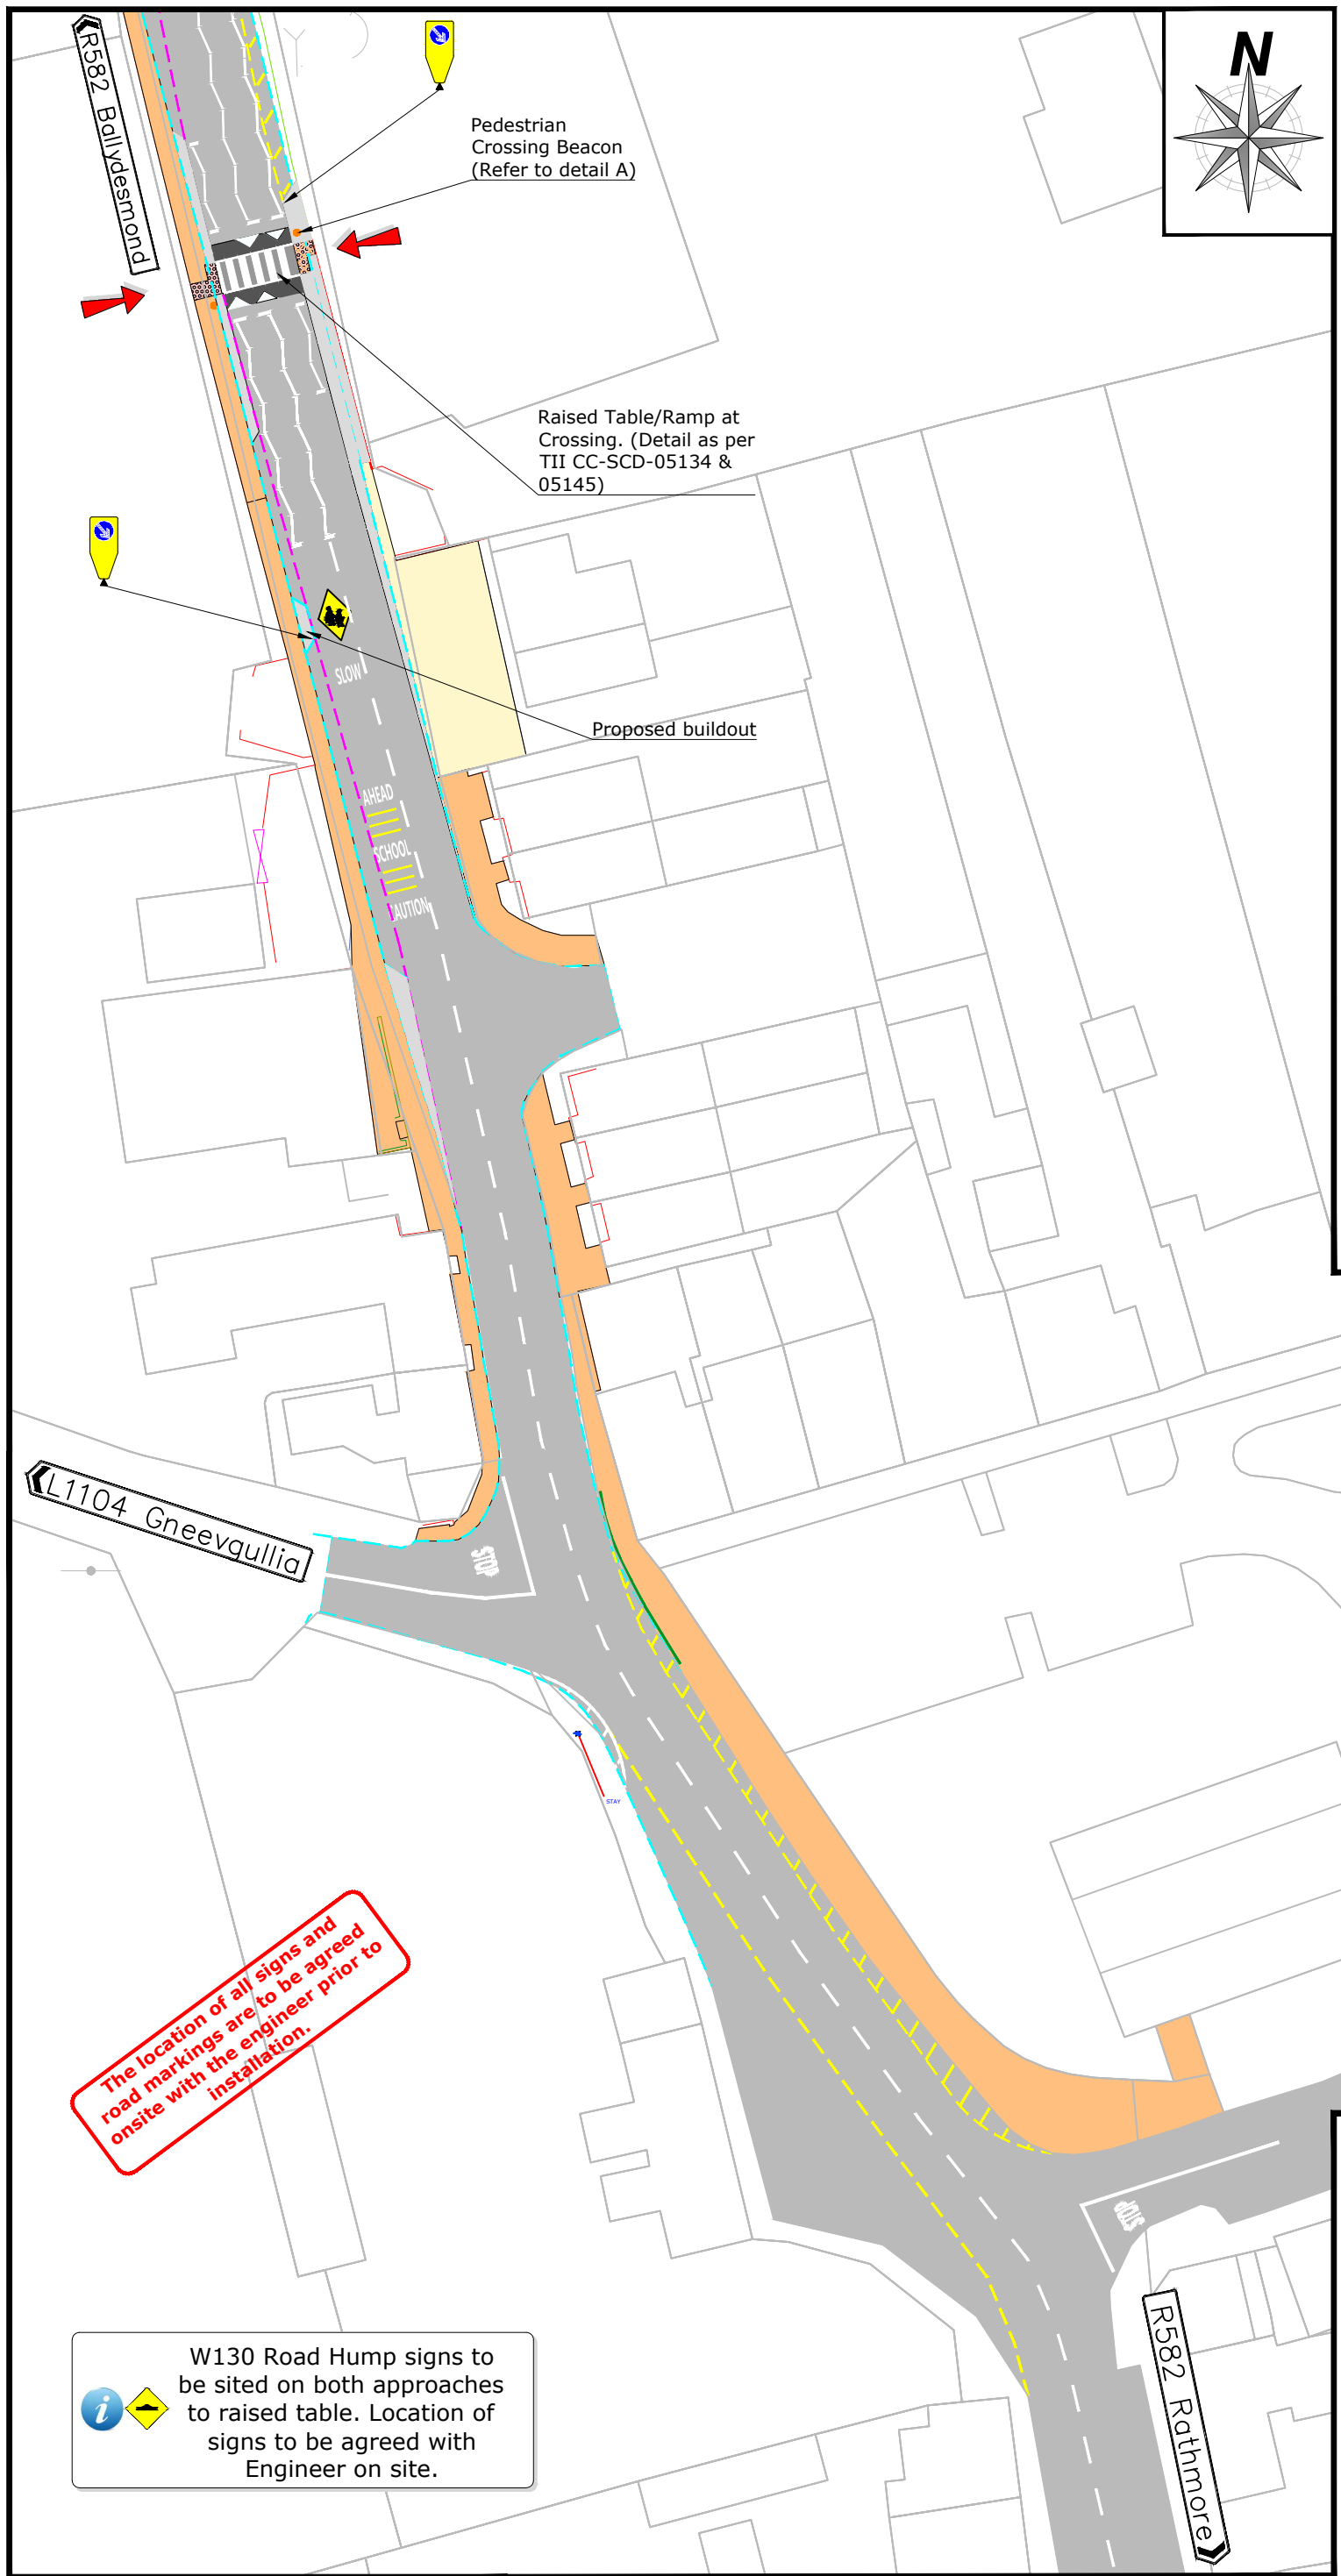 N
R582 Ballydesmond
Pedestrian
Crossing Beacon
(Refer to detail A)
Raised Table/Ramp at
Crossing. (Detail as per
TII CC-SCD-05134 &
05145)
SLOW
Proposed buildout
AHEAD
SCHOOL
CAUTION
L1104 Gneevgullia
STOP
STAY
The location of all signs and
road markings are to be agreed
onsite with the engineer prior to
installation.
STOP
R582 Rathmore
i
W130 Road Hump signs to
be sited on both approaches
to raised table. Location of
signs to be agreed with
Engineer on site.